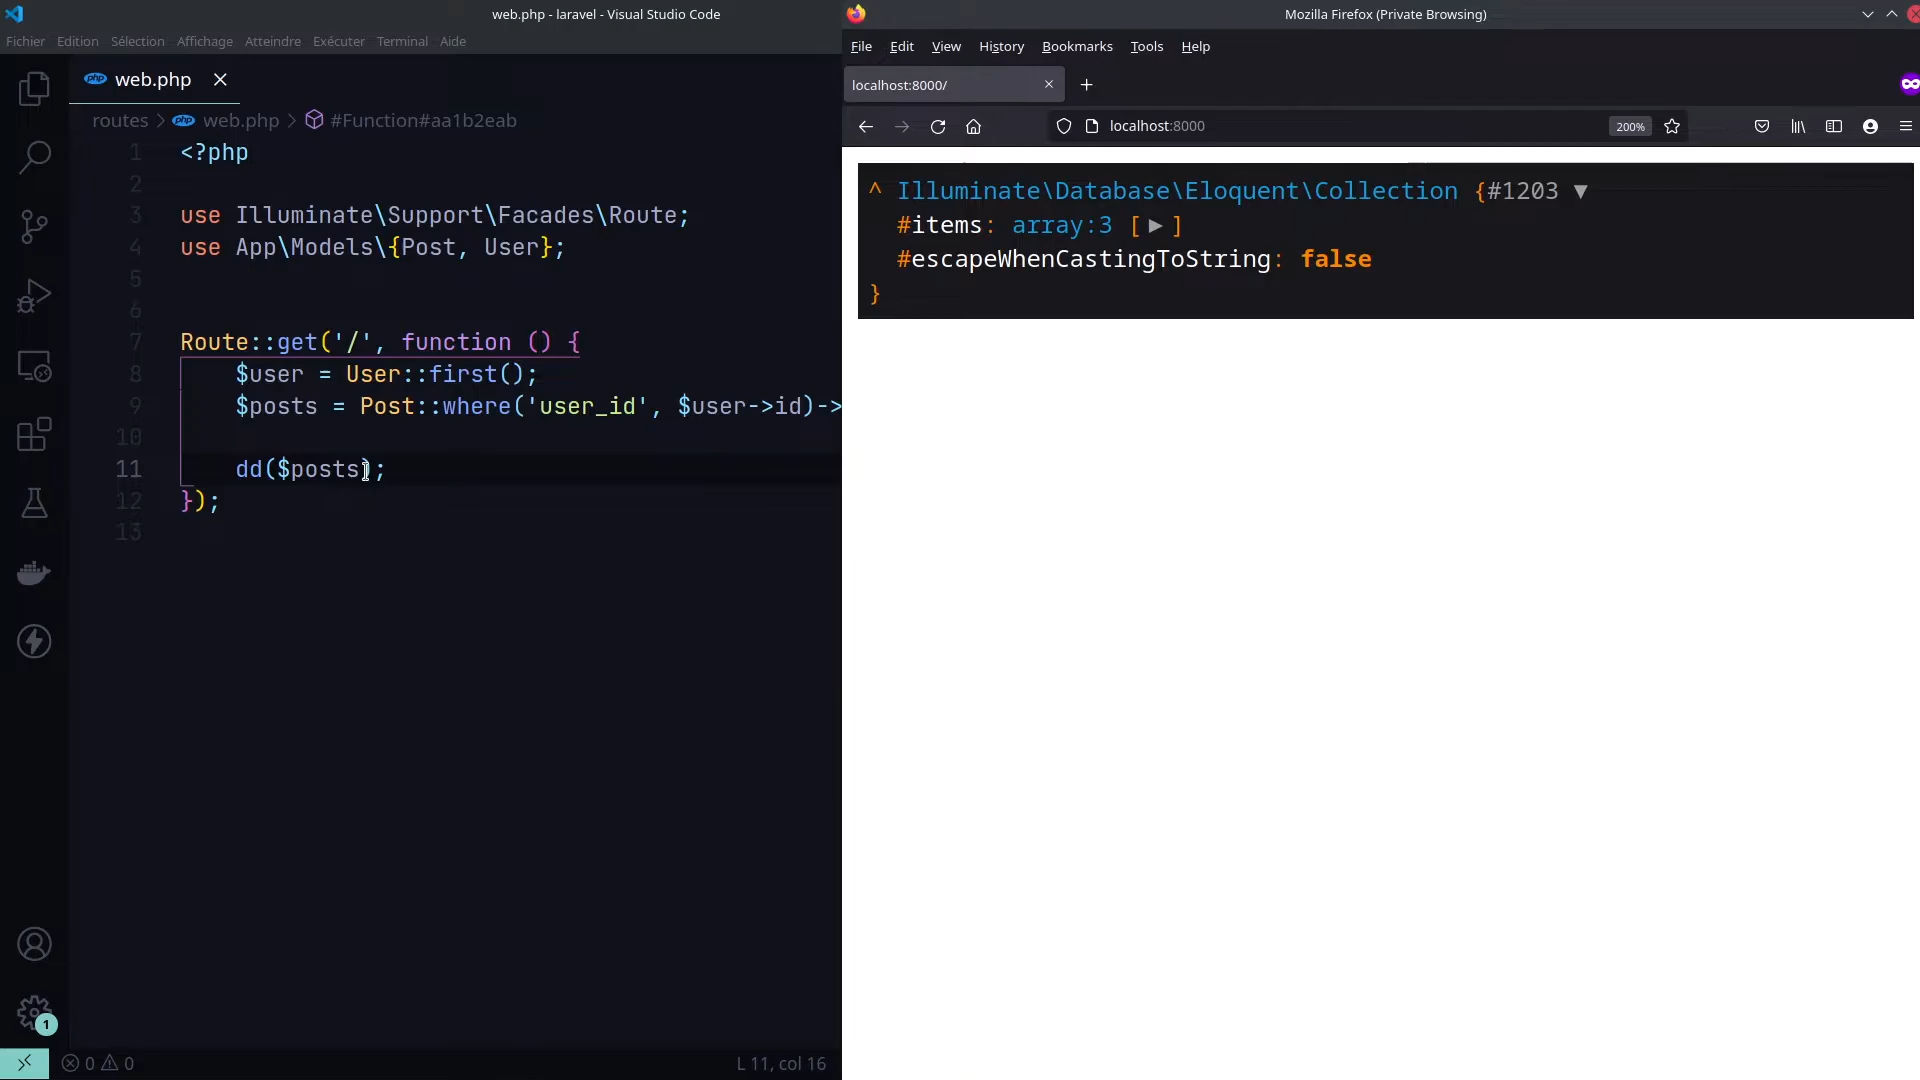 web.php - laravel - Visual Studio Code
Fichier Edition Sélection Affichage Atteindre Exécuter Terminal Aide
php web.php
routes > php web.php > #Function#aa1b2eab
1 <?php
2
3 use Illuminate\Support\Facades\Route;
4 use App\Models\{Post, User};
5
6
7 Route::get('/', function () {
8 $user = User::first();
9 $posts = Post::where('user_id', $user->id)->
10
11 dd($posts);
12 });
13
1
0 0
L 11, col 16
Mozilla Firefox (Private Browsing)
File Edit View History Bookmarks Tools Help
localhost:8000/
localhost:8000 200%
^ Illuminate\Database\Eloquent\Collection {#1203 ▼
#items: array:3 [ ▶ ]
#escapeWhenCastingToString: false
}